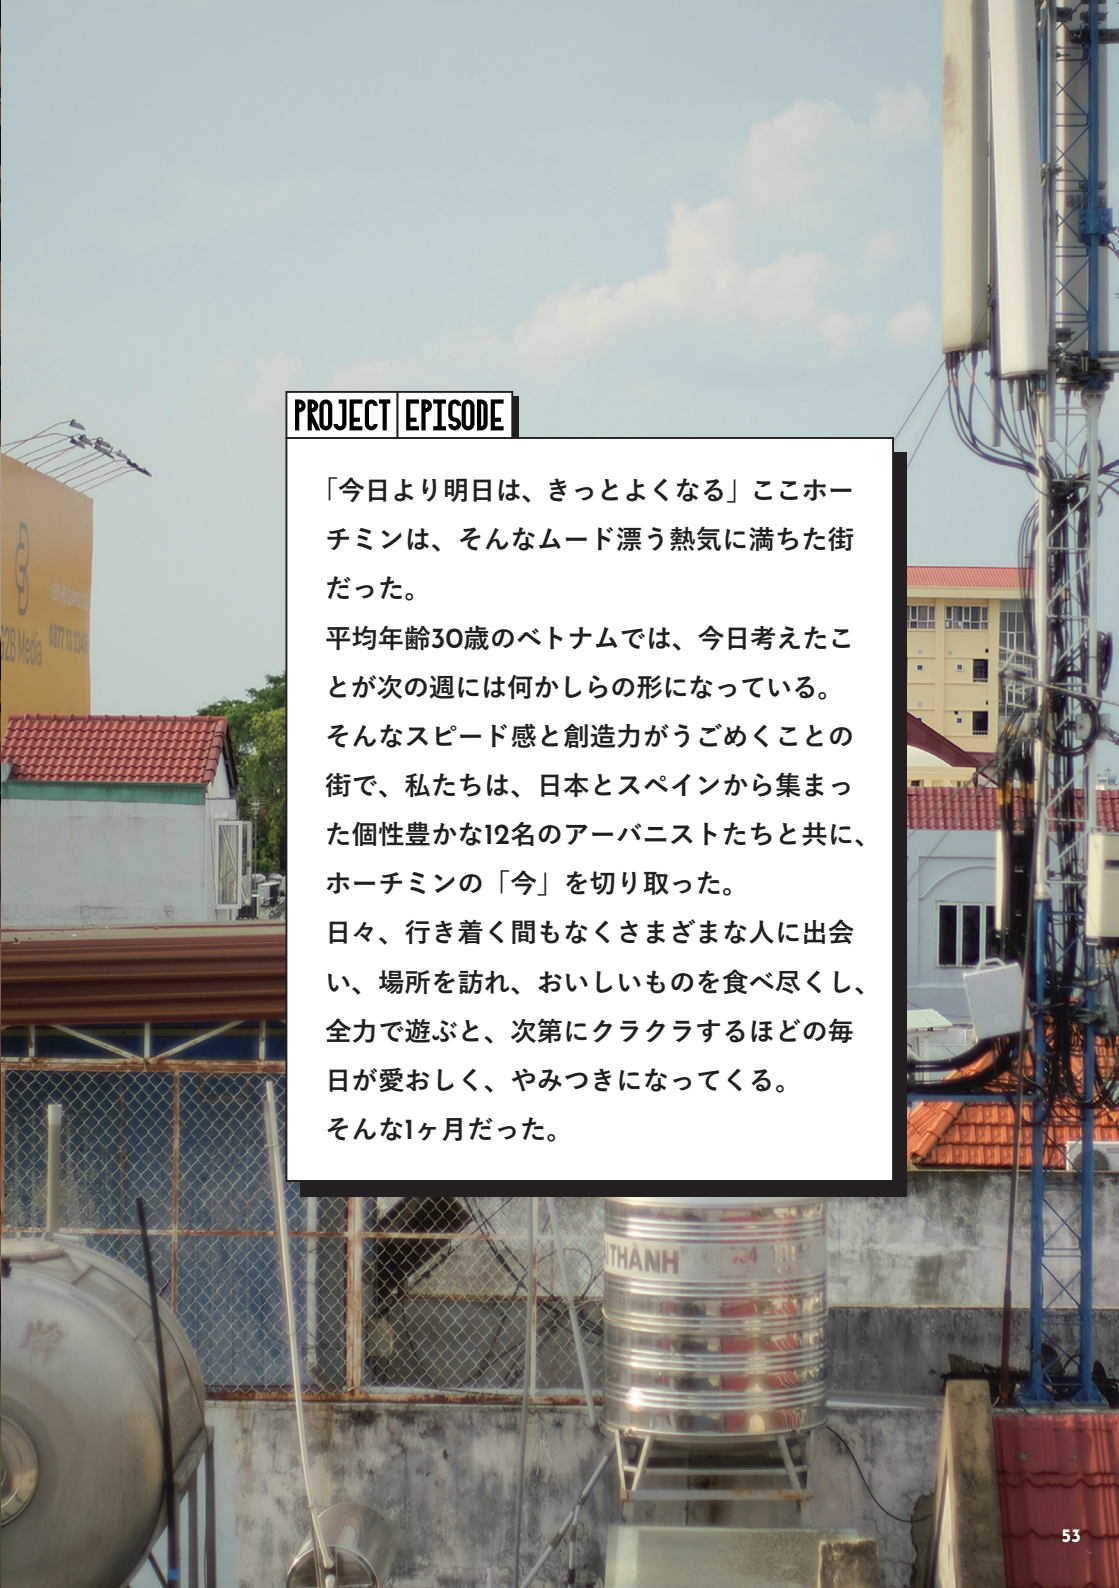 PROJECT EPISODE
「今日より明日は、きっとよくなる」ここホー
チミンは、そんなムード漂う熱気に満ちた街
だった。
平均年齢30歳のベトナムでは、今日考えたこ
とが次の週には何かしらの形になっている。
そんなスピード感と創造力がうごめくことの
街で、私たちは、日本とスペインから集まっ
た個性豊かな12名のアーバニストたちと共に、
ホーチミンの「今」を切り取った。
日々、行き着く間もなくさまざまな人に出会
い、場所を訪れ、おいしいものを食べ尽くし、
全力で遊ぶと、次第にクラクラするほどの毎
日が愛おしく、やみつきになってくる。
そんな1ヶ月だった。
G2B Media
THÀNH
53